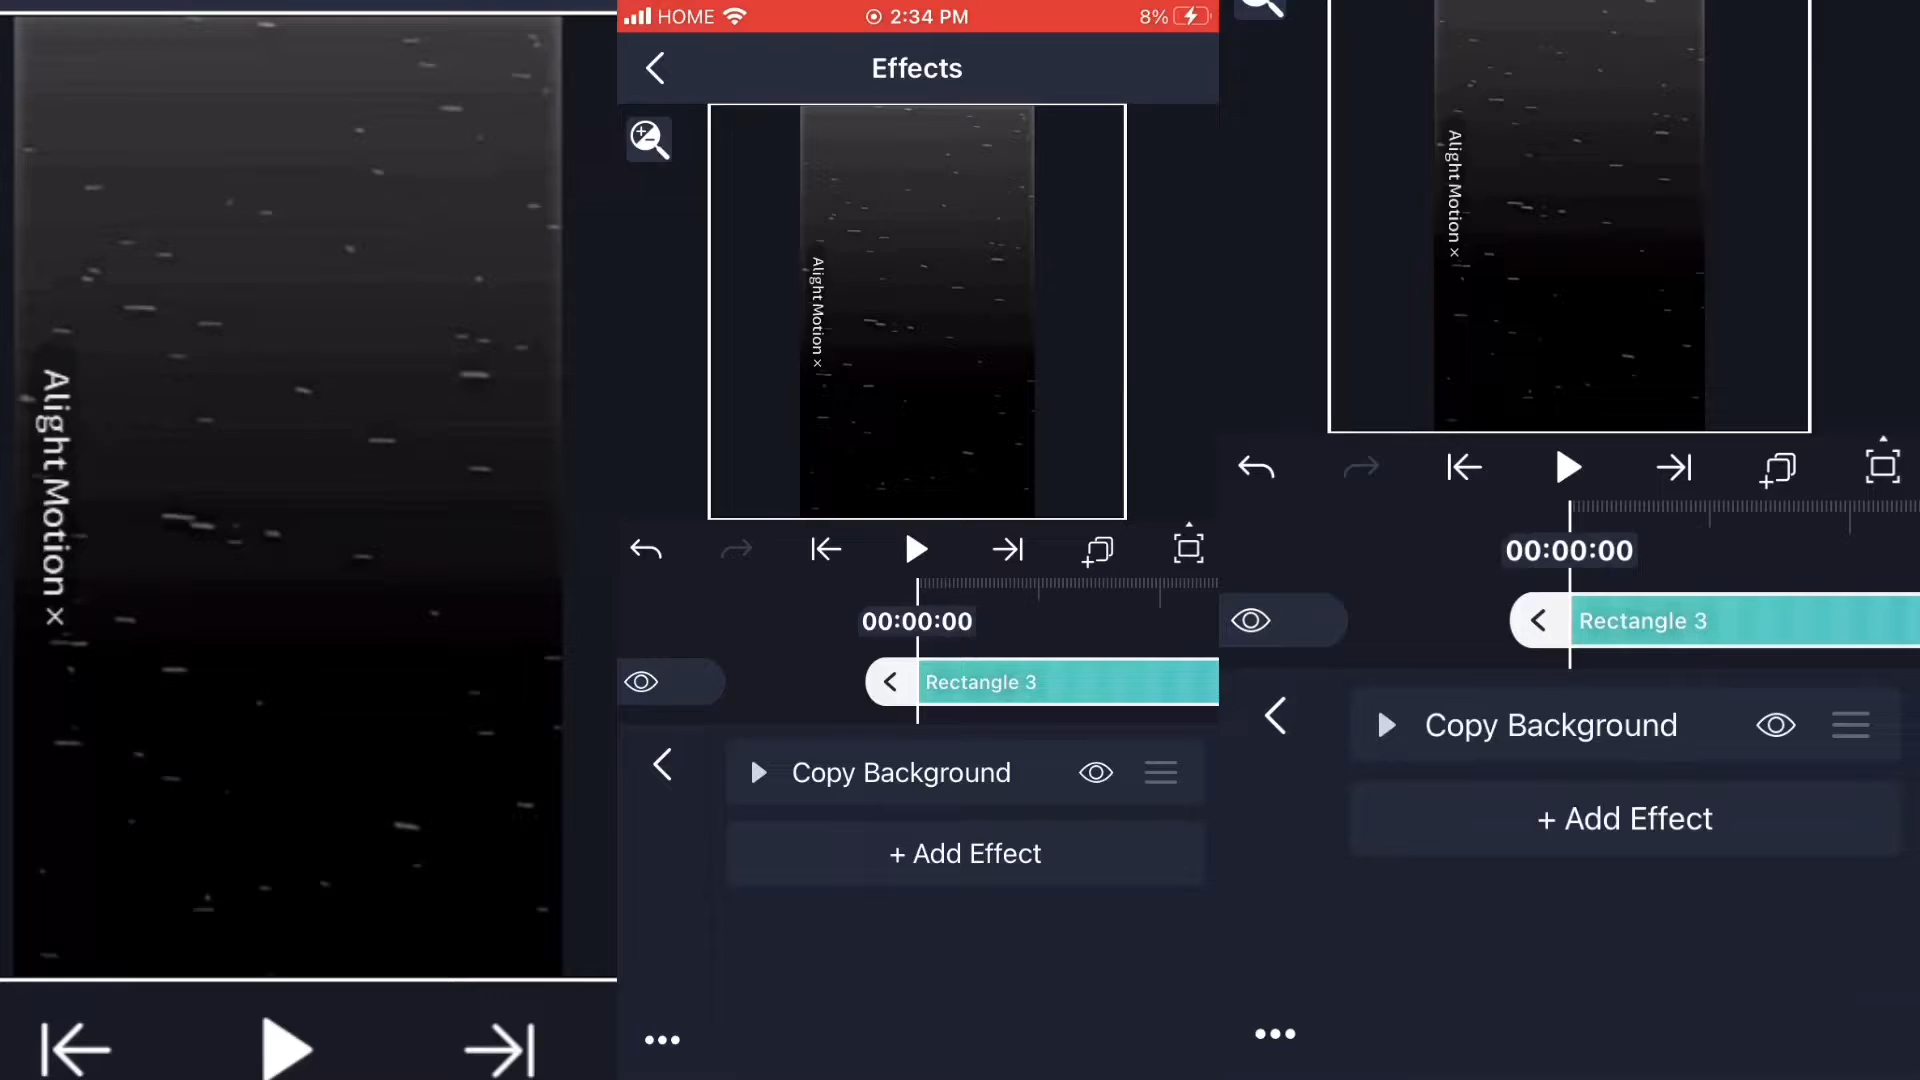 Alight Motion ×
HOME
2:34 PM
8%
Effects
Alight Motion ×
00:00:00
Rectangle 3
Copy Background
+ Add Effect
Alight Motion ×
00:00:00
Rectangle 3
Copy Background
+ Add Effect